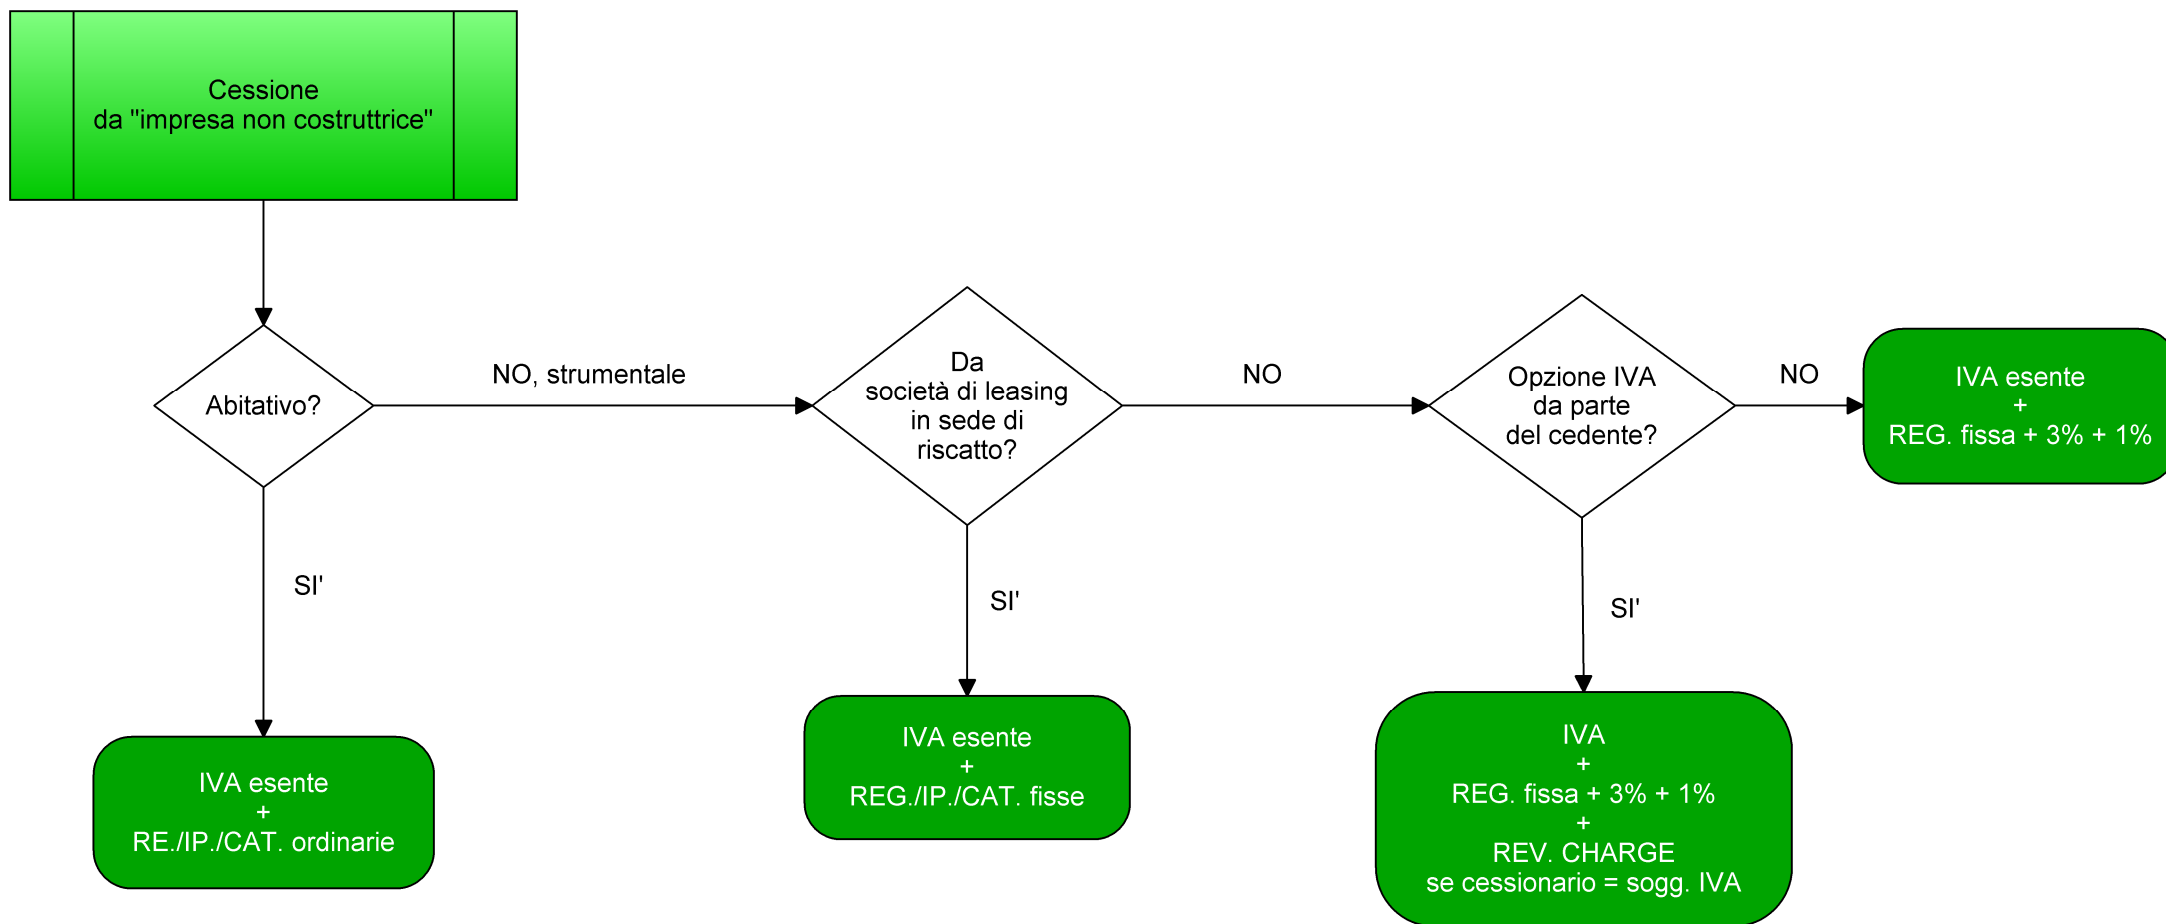 Cessione
da "impresa non costruttrice"
Abitativo?
NO, strumentale
Da
società di leasing
in sede di
riscatto?
NO
Opzione IVA
da parte
del cedente?
NO
IVA esente
+
REG. fissa + 3% + 1%
SI'
SI'
SI'
IVA esente
+
RE./IP./CAT. ordinarie
IVA esente
+
REG./IP./CAT. fisse
IVA
+
REG. fissa + 3% + 1%
+
REV. CHARGE
se cessionario = sogg. IVA